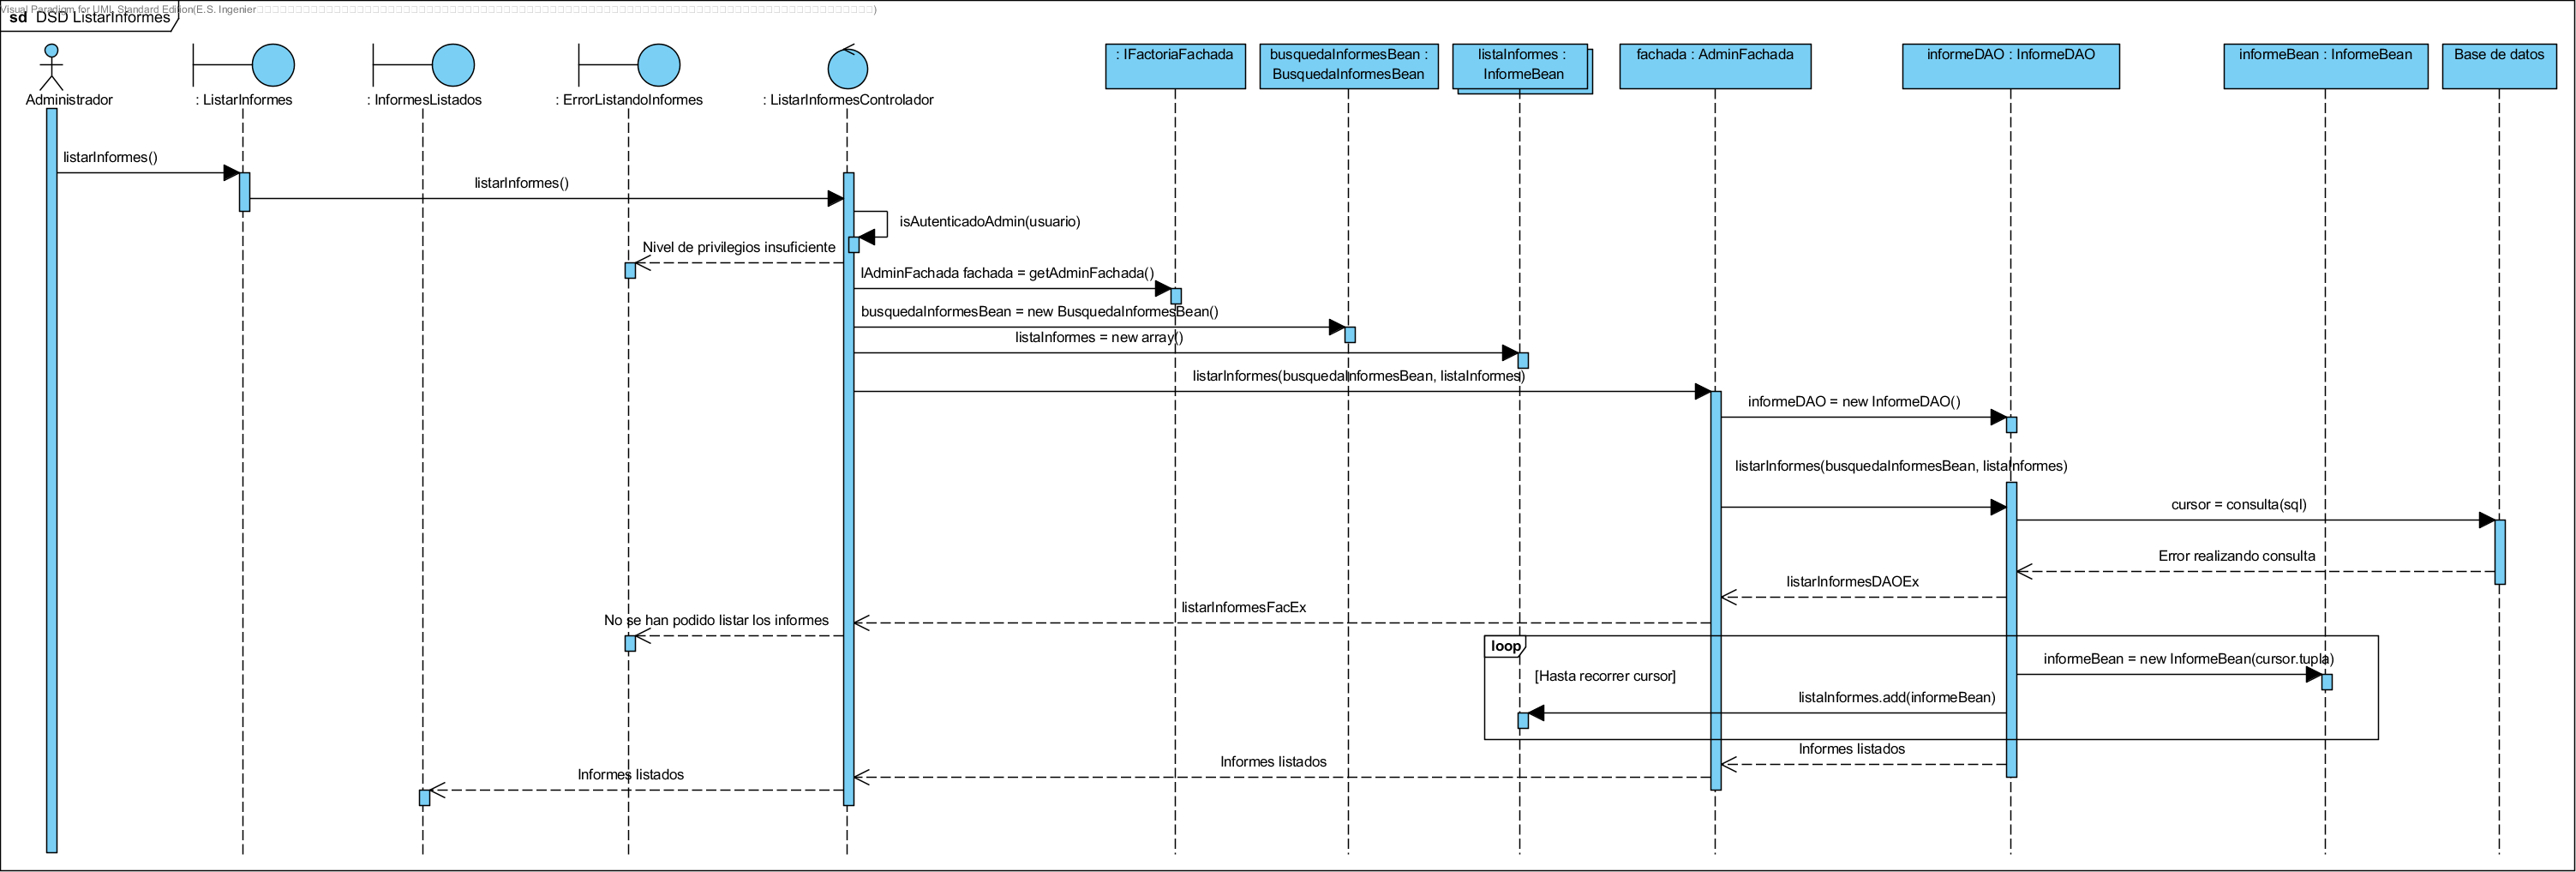 Visual Paradigm for UML Standard Edition(E.S. Ingenier
sd DSD ListarInformes
Administrador
: ListarInformes
: InformesListados
: ErrorListandoInformes
: ListarInformesControlador
: IFactoriaFachada
busquedaInformesBean :
BusquedaInformesBean
listaInformes :
InformeBean
fachada : AdminFachada
informeDAO : InformeDAO
informeBean : InformeBean
Base de datos
listarInformes()
listarInformes()
isAutenticadoAdmin(usuario)
Nivel de privilegios insuficiente
IAdminFachada fachada = getAdminFachada()
busquedaInformesBean = new BusquedaInformesBean()
listaInformes = new array()
listarInformes(busquedaInformesBean, listaInformes)
informeDAO = new InformeDAO()
listarInformes(busquedaInformesBean, listaInformes)
cursor = consulta(sql)
Error realizando consulta
listarInformesDAOEx
listarInformesFacEx
No se han podido listar los informes
loop
[Hasta recorrer cursor]
informeBean = new InformeBean(cursor.tupla)
listaInformes.add(informeBean)
Informes listados
Informes listados
Informes listados